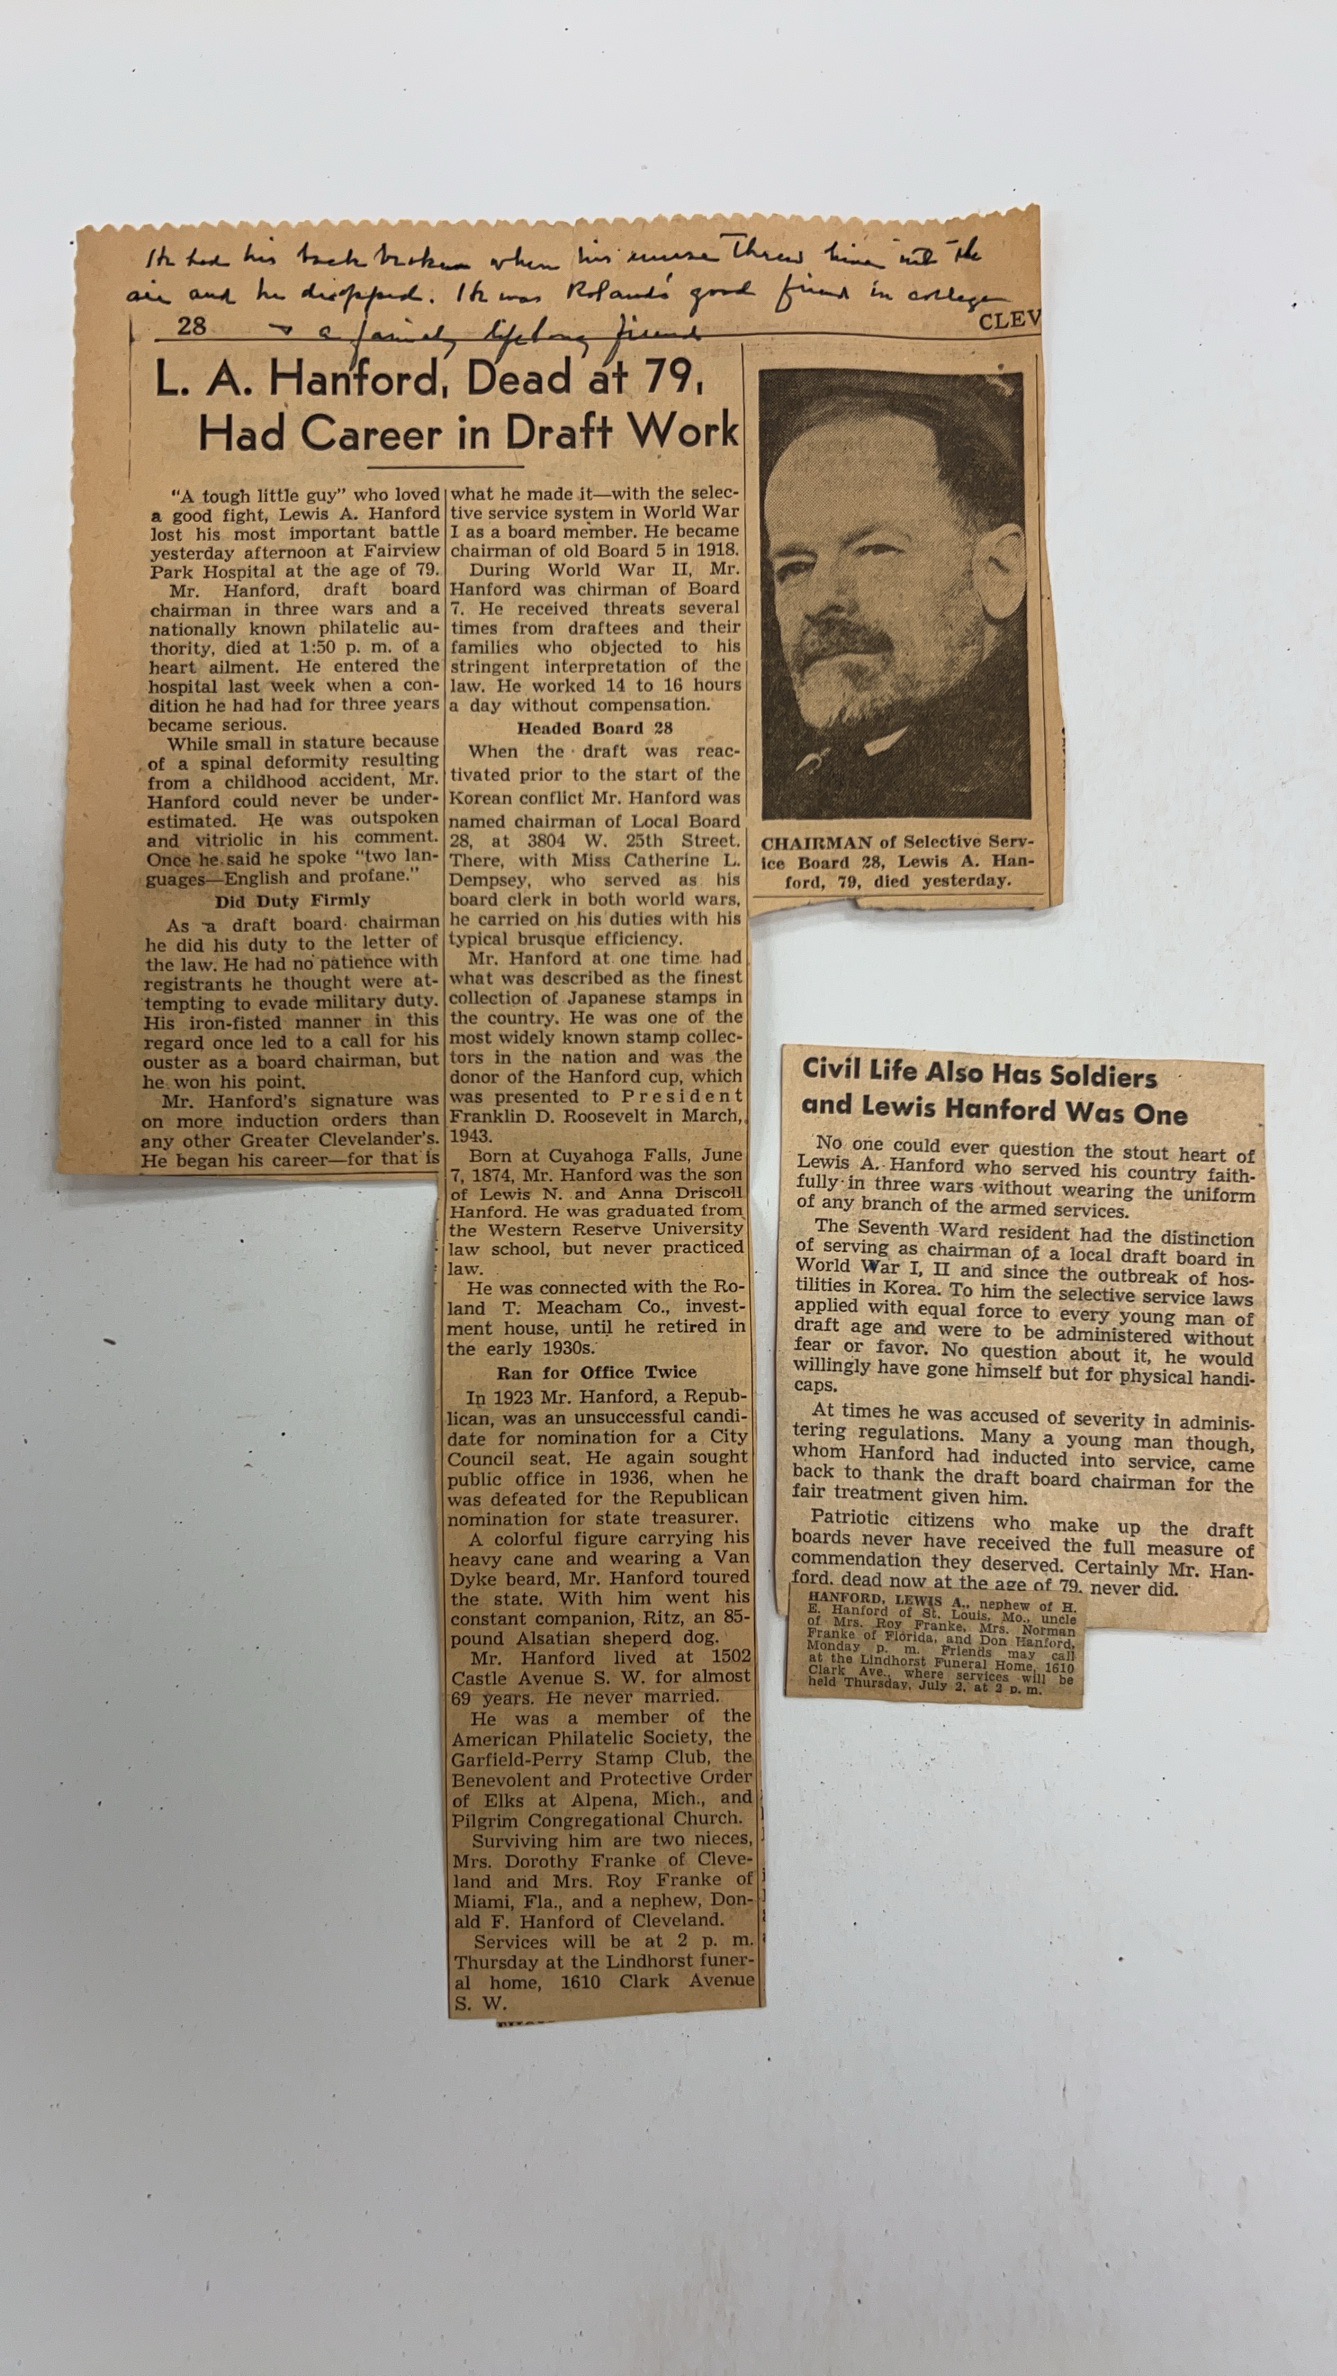 He had his back broken when his nurse threw him into the
air and he dropped. He was Roland's good friend in college
28 a family lifelong friend CLEV
L. A. Hanford, Dead at 79,
Had Career in Draft Work
"A tough little guy" who loved
a good fight, Lewis A. Hanford
lost his most important battle
yesterday afternoon at Fairview
Park Hospital at the age of 79.
Mr. Hanford, draft board
chairman in three wars and a
nationally known philatelic au-
thority, died at 1:50 p. m. of a
heart ailment. He entered the
hospital last week when a con-
dition he had had for three years
became serious.
While small in stature because
of a spinal deformity resulting
from a childhood accident, Mr.
Hanford could never be under-
estimated. He was outspoken
and vitriolic in his comment.
Once he said he spoke "two lan-
guages—English and profane."
Did Duty Firmly
As a draft board chairman
he did his duty to the letter of
the law. He had no patience with
registrants he thought were at-
tempting to evade military duty.
His iron-fisted manner in this
regard once led to a call for his
ouster as a board chairman, but
he won his point.
Mr. Hanford's signature was
on more induction orders than
any other Greater Clevelander's.
He began his career—for that is
what he made it—with the selec-
tive service system in World War
I as a board member. He became
chairman of old Board 5 in 1918.
During World War II, Mr.
Hanford was chirman of Board
7. He received threats several
times from draftees and their
families who objected to his
stringent interpretation of the
law. He worked 14 to 16 hours
a day without compensation.
Headed Board 28
When the draft was reac-
tivated prior to the start of the
Korean conflict Mr. Hanford was
named chairman of Local Board
28, at 3804 W. 25th Street.
There, with Miss Catherine L.
Dempsey, who served as his
board clerk in both world wars,
he carried on his duties with his
typical brusque efficiency.
Mr. Hanford at one time had
what was described as the finest
collection of Japanese stamps in
the country. He was one of the
most widely known stamp collec-
tors in the nation and was the
donor of the Hanford cup, which
was presented to President
Franklin D. Roosevelt in March,
1943.
Born at Cuyahoga Falls, June
7, 1874, Mr. Hanford was the son
of Lewis N. and Anna Driscoll
Hanford. He was graduated from
the Western Reserve University
law school, but never practiced
law.
He was connected with the Ro-
land T. Meacham Co., invest-
ment house, until he retired in
the early 1930s.
Ran for Office Twice
In 1923 Mr. Hanford, a Repub-
lican, was an unsuccessful candi-
date for nomination for a City
Council seat. He again sought
public office in 1936, when he
was defeated for the Republican
nomination for state treasurer.
A colorful figure carrying his
heavy cane and wearing a Van
Dyke beard, Mr. Hanford toured
the state. With him went his
constant companion, Ritz, an 85-
pound Alsatian sheperd dog.
Mr. Hanford lived at 1502
Castle Avenue S. W. for almost
69 years. He never married.
He was a member of the
American Philatelic Society, the
Garfield-Perry Stamp Club, the
Benevolent and Protective Order
of Elks at Alpena, Mich., and
Pilgrim Congregational Church.
Surviving him are two nieces,
Mrs. Dorothy Franke of Cleve-
land and Mrs. Roy Franke of
Miami, Fla., and a nephew, Don-
ald F. Hanford of Cleveland.
Services will be at 2 p. m.
Thursday at the Lindhorst funer-
al home, 1610 Clark Avenue
S. W.
CHAIRMAN of Selective Serv-
ice Board 28, Lewis A. Han-
ford, 79, died yesterday.
Civil Life Also Has Soldiers
and Lewis Hanford Was One
No one could ever question the stout heart of
Lewis A. Hanford who served his country faith-
fully in three wars without wearing the uniform
of any branch of the armed services.
The Seventh Ward resident had the distinction
of serving as chairman of a local draft board in
World War I, II and since the outbreak of hos-
tilities in Korea. To him the selective service laws
applied with equal force to every young man of
draft age and were to be administered without
fear or favor. No question about it, he would
willingly have gone himself but for physical handi-
caps.
At times he was accused of severity in adminis-
tering regulations. Many a young man though,
whom Hanford had inducted into service, came
back to thank the draft board chairman for the
fair treatment given him.
Patriotic citizens who make up the draft
boards never have received the full measure of
commendation they deserved. Certainly Mr. Han-
ford, dead now at the age of 79, never did.
HANFORD, LEWIS A., nephew of H.
E. Hanford of St. Louis, Mo., uncle
of Mrs. Roy Franke, Mrs. Norman
Franke of Florida, and Don Hanford,
Monday p. m. Friends may call
at the Lindhorst Funeral Home, 1610
Clark Ave., where services will be
held Thursday, July 2, at 2 p. m.